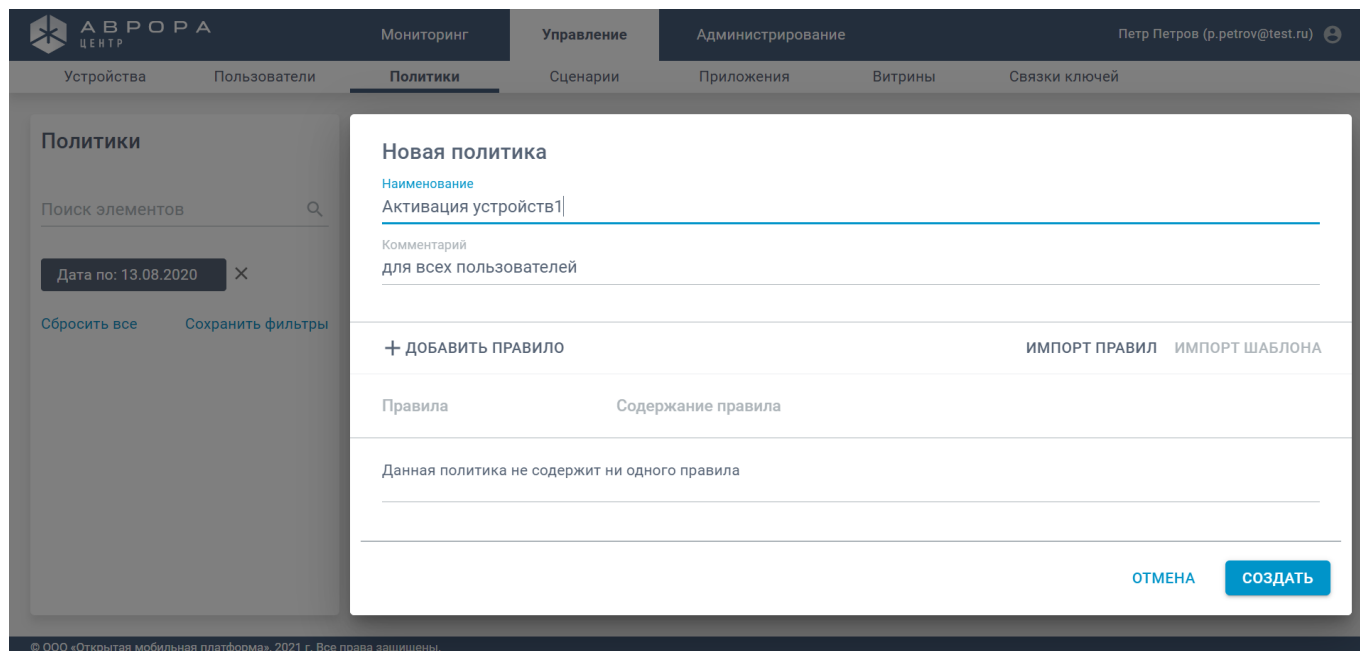 АВРОРА
ЦЕНТР
Мониторинг Управление Администрирование Петр Петров (p.petrov@test.ru)
Устройства Пользователи Политики Сценарии Приложения Витрины Связки ключей
Политики
Поиск элементов
Дата по: 13.08.2020
Сбросить все Сохранить фильтры
Новая политика
Наименование
Активация устройств1
Комментарий
для всех пользователей
ДОБАВИТЬ ПРАВИЛО ИМПОРТ ПРАВИЛ ИМПОРТ ШАБЛОНА
Правила Содержание правила
Данная политика не содержит ни одного правила
ОТМЕНА СОЗДАТЬ
© ООО «Открытая мобильная платформа», 2021 г. Все права защищены.